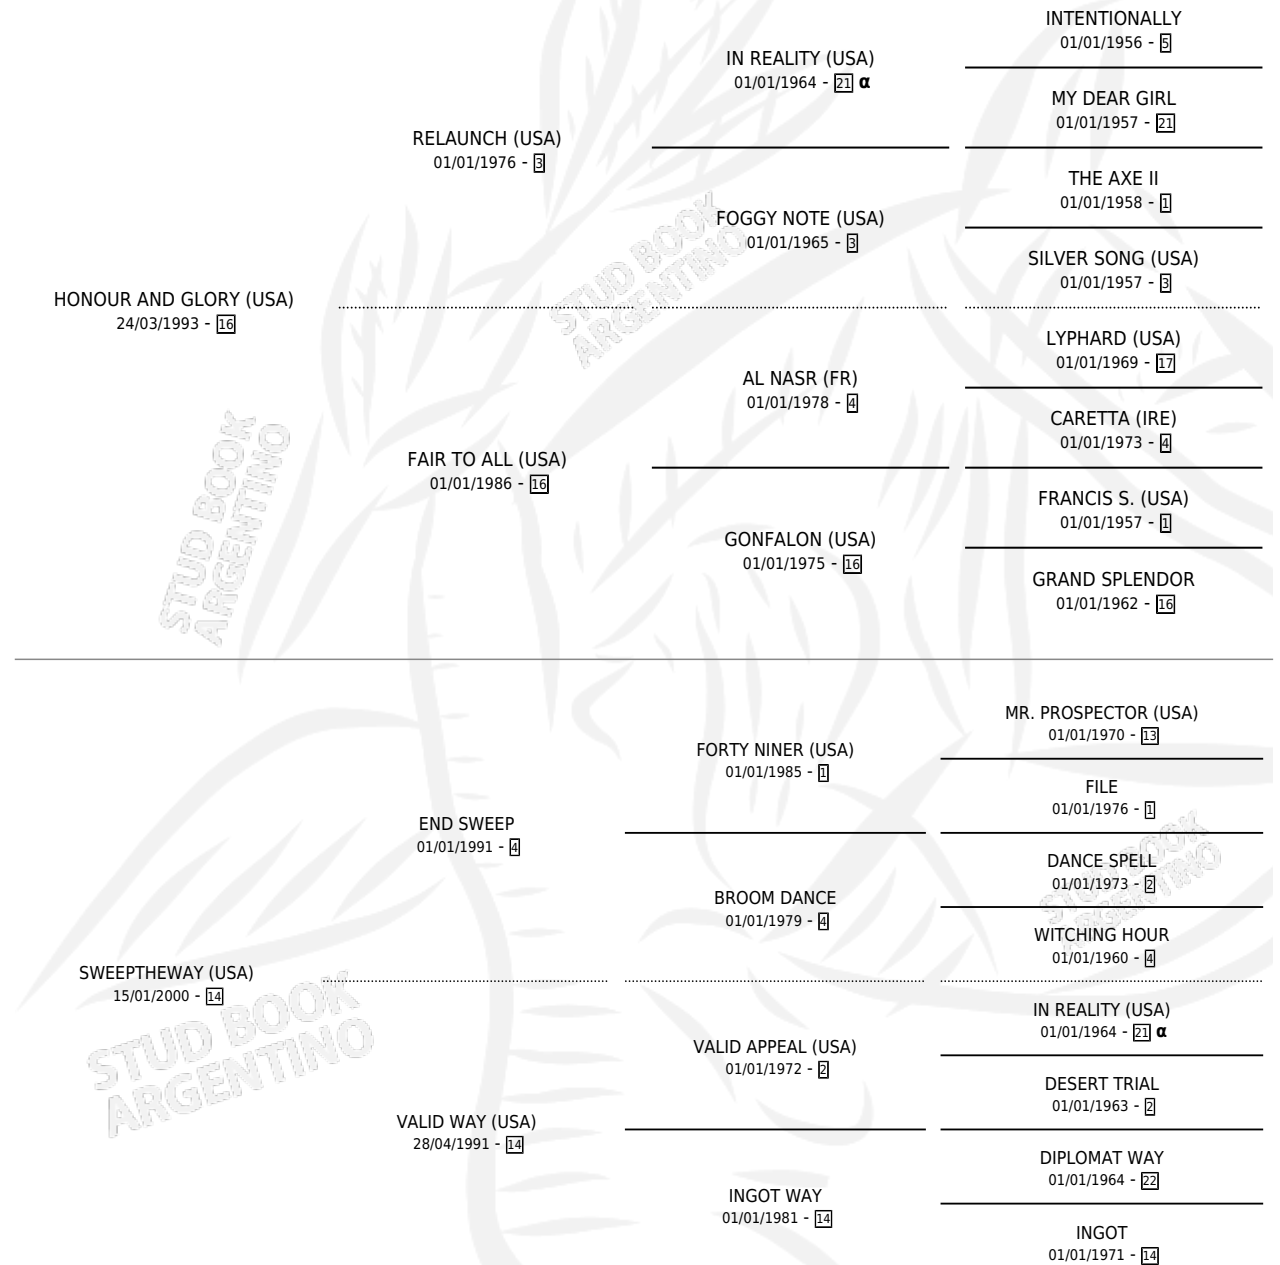 INTENTIONALLY
01/01/1956 - 5
IN REALITY (USA)
01/01/1964 - 21 α
MY DEAR GIRL
01/01/1957 - 21
RELAUNCH (USA)
01/01/1976 - 3
THE AXE II
01/01/1958 - 1
FOGGY NOTE (USA)
01/01/1965 - 3
SILVER SONG (USA)
01/01/1957 - 3
HONOUR AND GLORY (USA)
24/03/1993 - 16
LYPHARD (USA)
01/01/1969 - 17
AL NASR (FR)
01/01/1978 - 4
CARETTA (IRE)
01/01/1973 - 4
FAIR TO ALL (USA)
01/01/1986 - 16
FRANCIS S. (USA)
01/01/1957 - 1
GONFALON (USA)
01/01/1975 - 16
GRAND SPLENDOR
01/01/1962 - 16
MR. PROSPECTOR (USA)
01/01/1970 - 13
FORTY NINER (USA)
01/01/1985 - 1
FILE
01/01/1976 - 1
END SWEEP
01/01/1991 - 4
DANCE SPELL
01/01/1973 - 2
BROOM DANCE
01/01/1979 - 4
WITCHING HOUR
01/01/1960 - 4
SWEEPTHEWAY (USA)
15/01/2000 - 14
IN REALITY (USA)
01/01/1964 - 21 α
VALID APPEAL (USA)
01/01/1972 - 2
DESERT TRIAL
01/01/1963 - 2
VALID WAY (USA)
28/04/1991 - 14
DIPLOMAT WAY
01/01/1964 - 22
INGOT WAY
01/01/1981 - 14
INGOT
01/01/1971 - 14
STUD BOOK
ARGENTINO
STUD BOOK
ARGENTINO
STUD BOOK
ARGENTINO
STUD BOOK
ARGENTINO